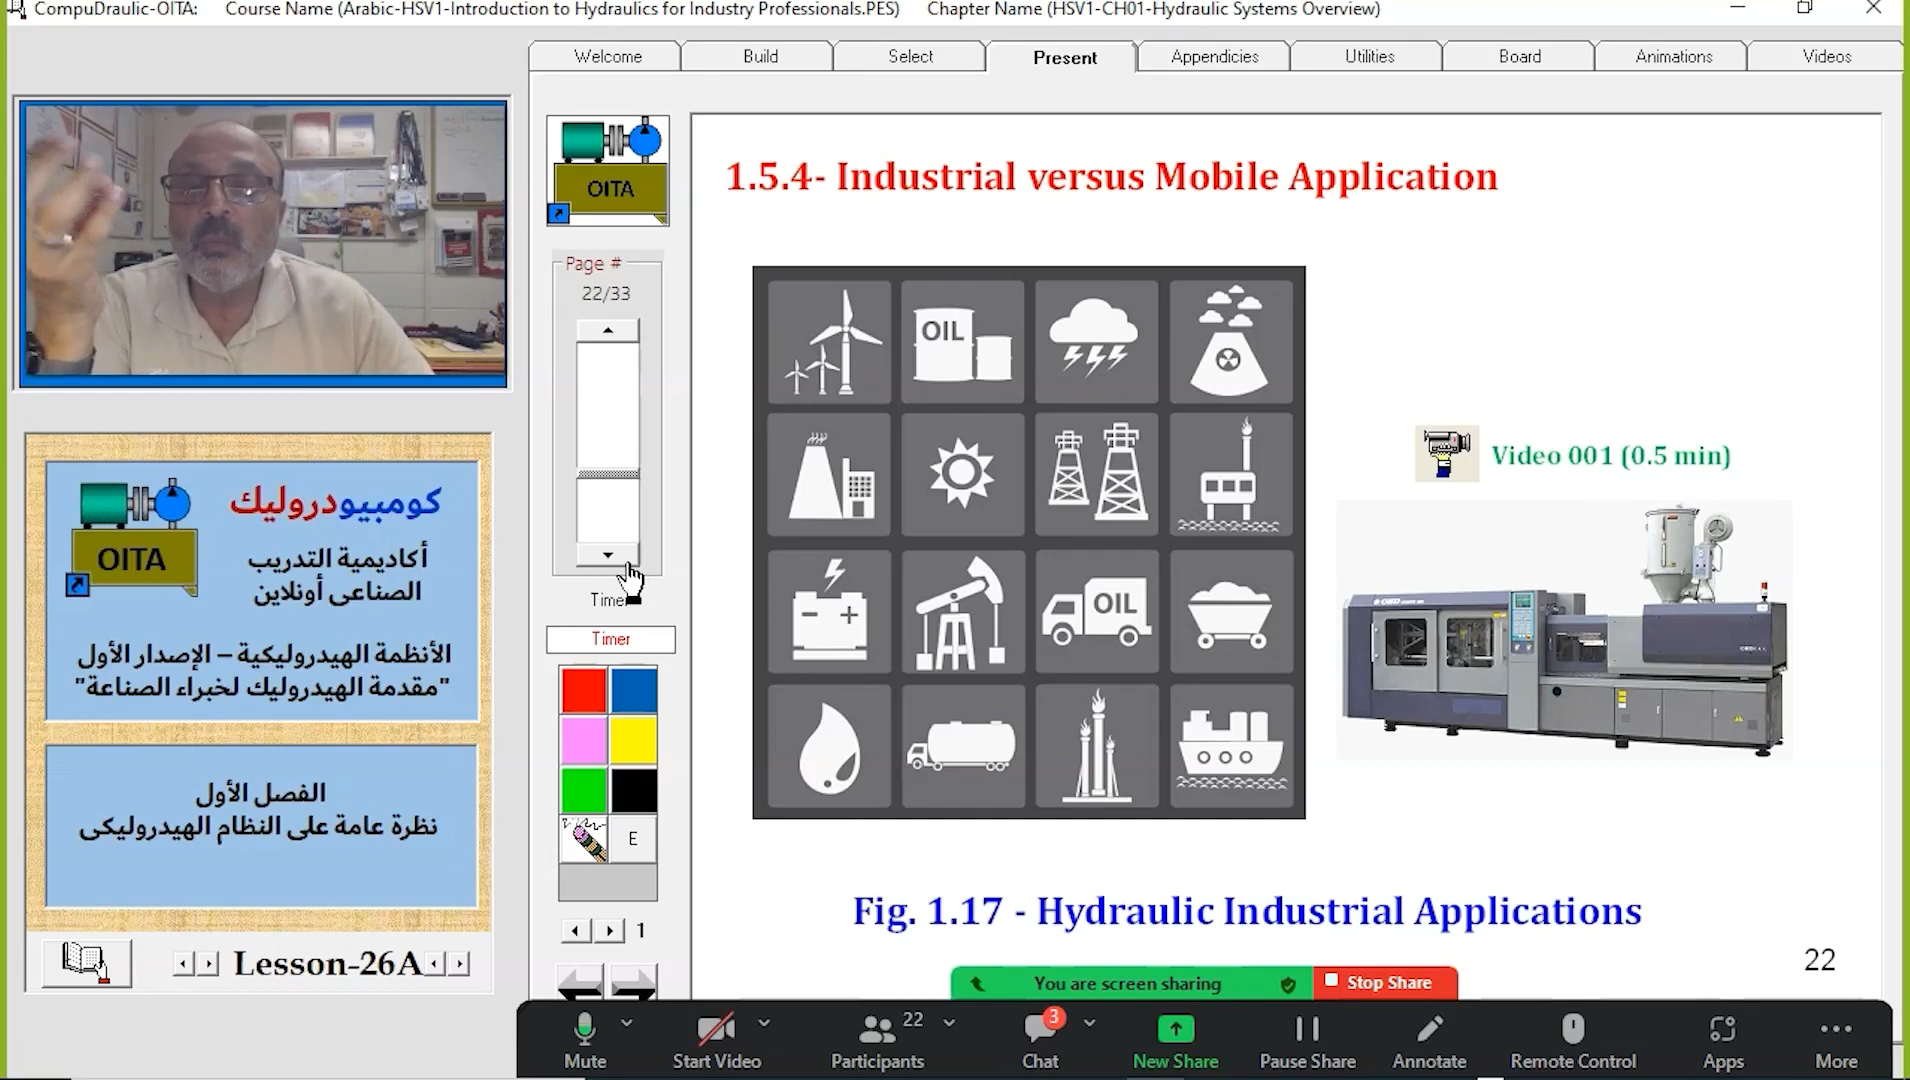 CompuDraulic-OITA: Course Name (Arabic-HSV1-Introduction to Hydraulics for Industry Professionals.PES) Chapter Name (HSV1-CH01-Hydraulic Systems Overview)
Welcome Build Select Present Appendicies Utilities Board Animations Videos
OITA
Page #
22/33
Timer
E
1
كومبيودروليك
OITA
أكاديمية التدريب
الصناعى أونلاين
الأنظمة الهيدروليكية – الإصدار الأول
"مقدمة الهيدروليك لخبراء الصناعة"
الفصل الأول
نظرة عامة على النظام الهيدروليكى
Lesson-26A
1.5.4- Industrial versus Mobile Application
OIL
OIL
Video 001 (0.5 min)
Fig. 1.17 - Hydraulic Industrial Applications
22
You are screen sharing Stop Share
22 3
Mute Start Video Participants Chat New Share Pause Share Annotate Remote Control Apps More